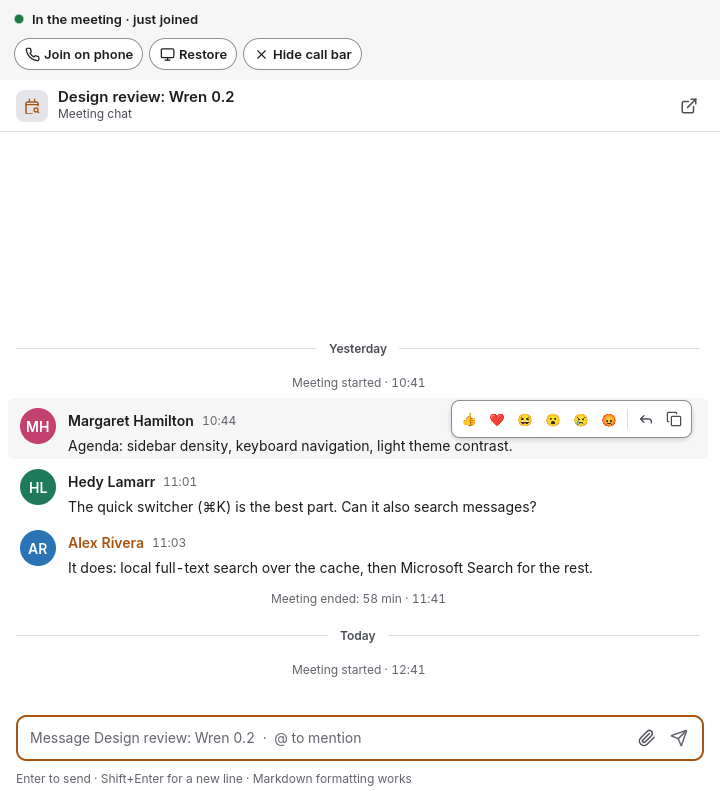 In the meeting · just joined
Join on phone
Restore
Hide call bar
Design review: Wren 0.2
Meeting chat
Yesterday
Meeting started · 10:41
MH
Margaret Hamilton 10:44
Agenda: sidebar density, keyboard navigation, light theme contrast.
HL
Hedy Lamarr 11:01
The quick switcher (⌘K) is the best part. Can it also search messages?
AR
Alex Rivera 11:03
It does: local full-text search over the cache, then Microsoft Search for the rest.
Meeting ended: 58 min · 11:41
Today
Meeting started · 12:41
Message Design review: Wren 0.2 · @ to mention
Enter to send · Shift+Enter for a new line · Markdown formatting works